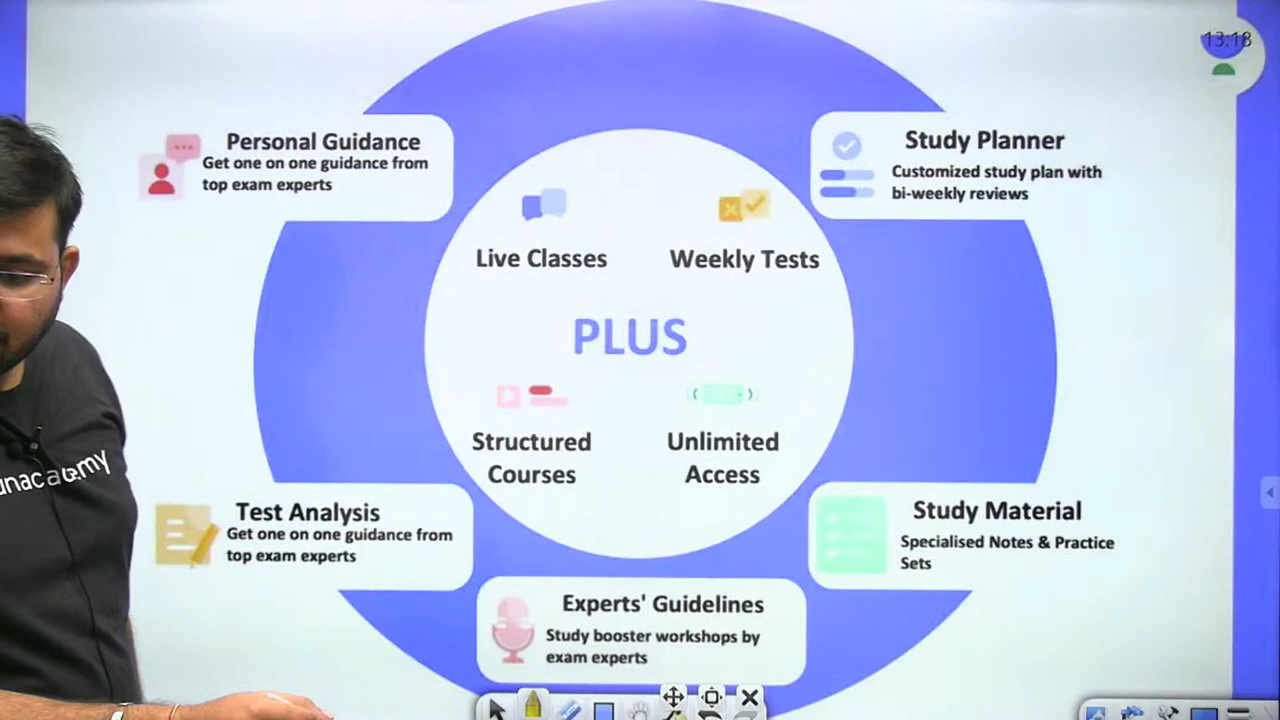 13:18
Personal Guidance
Get one on one guidance from
top exam experts
Study Planner
Customized study plan with
bi-weekly reviews
Live Classes
Weekly Tests
PLUS
Structured
Courses
Unlimited
Access
unacademy
Test Analysis
Get one on one guidance from
top exam experts
Study Material
Specialised Notes & Practice
Sets
Experts' Guidelines
Study booster workshops by
exam experts